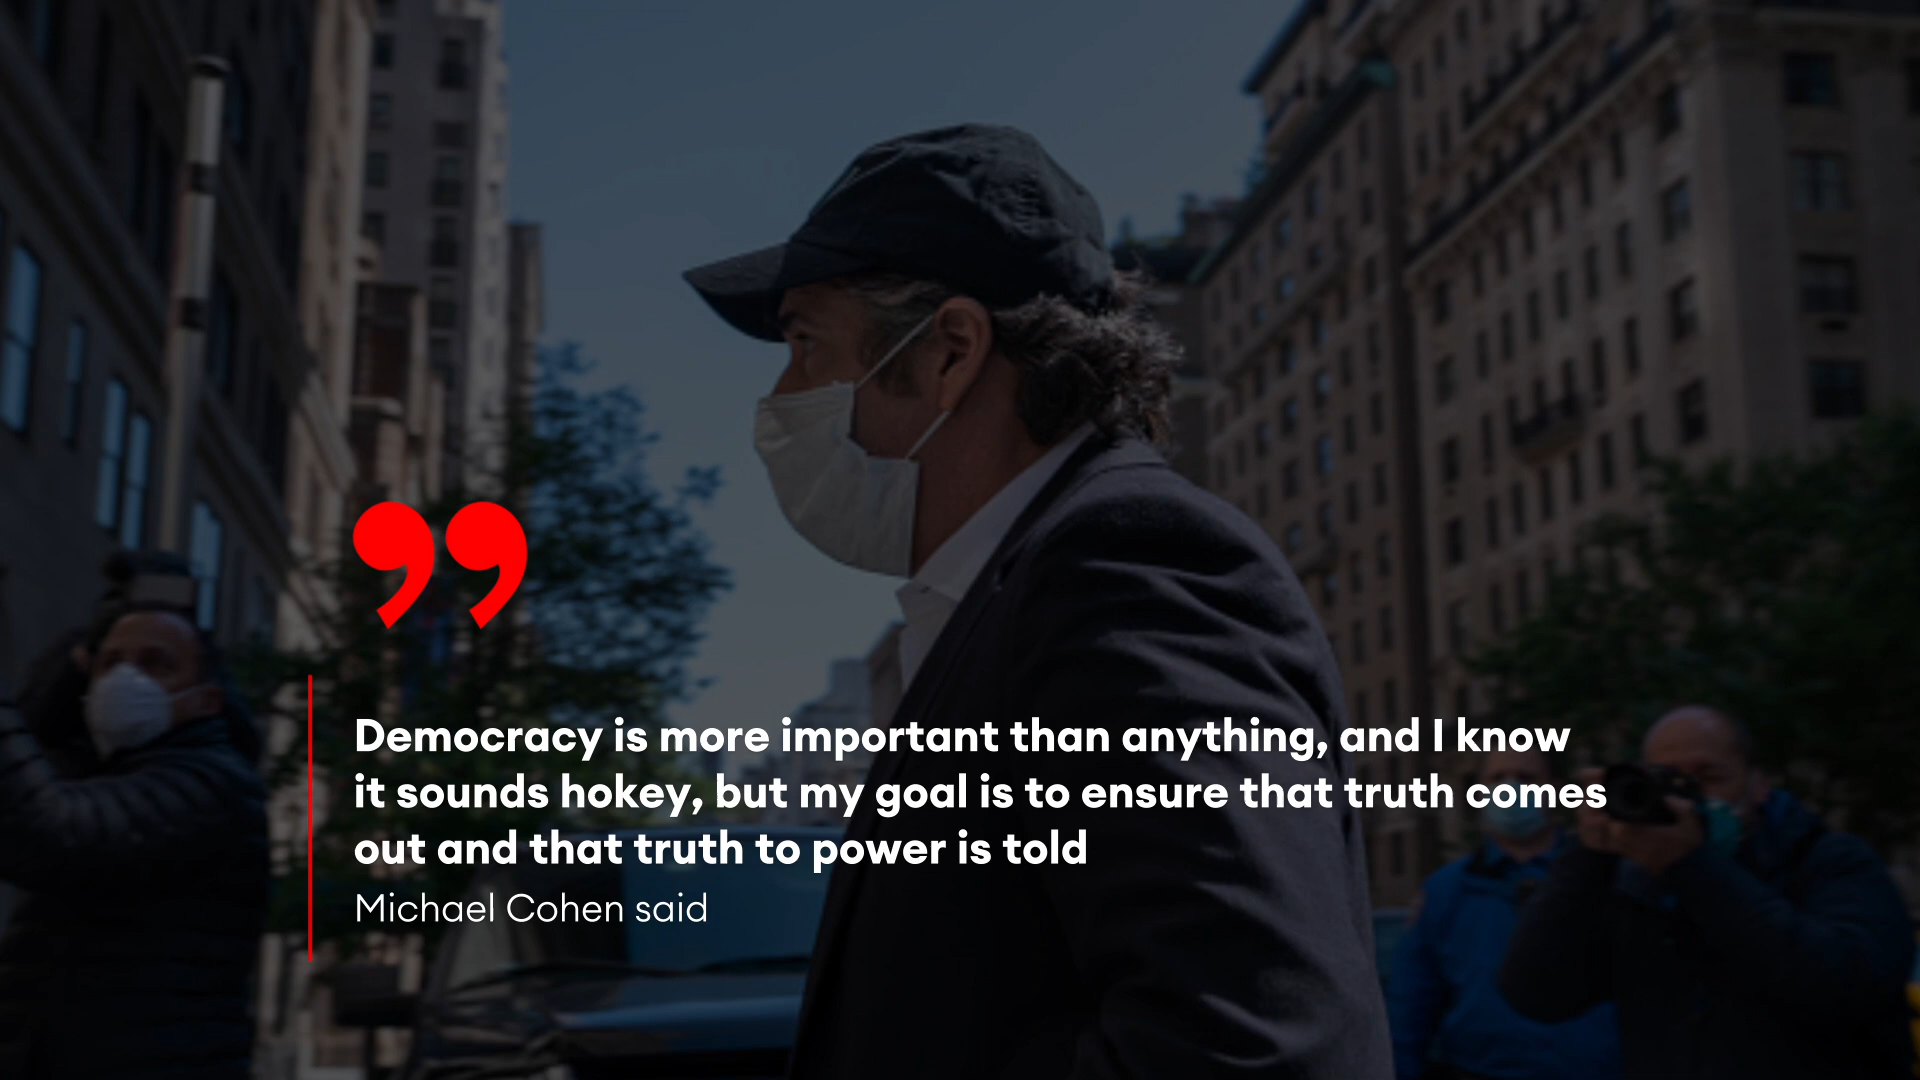 ”
Democracy is more important than anything, and I know
it sounds hokey, but my goal is to ensure that truth comes
out and that truth to power is told
Michael Cohen said